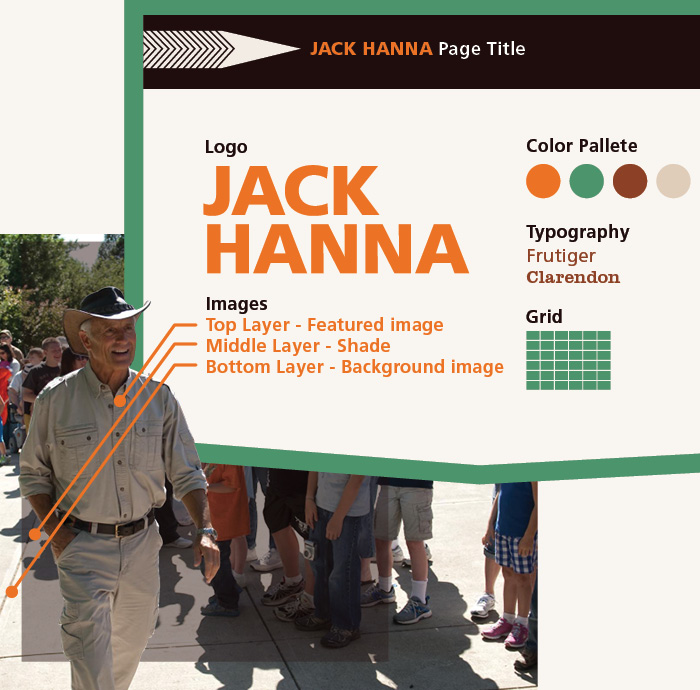 JACK HANNA Page Title
Logo
JACK
HANNA
Images
Top Layer - Featured image
Middle Layer - Shade
Bottom Layer - Background image
Color Pallete
Typography
Frutiger
Clarendon
Grid